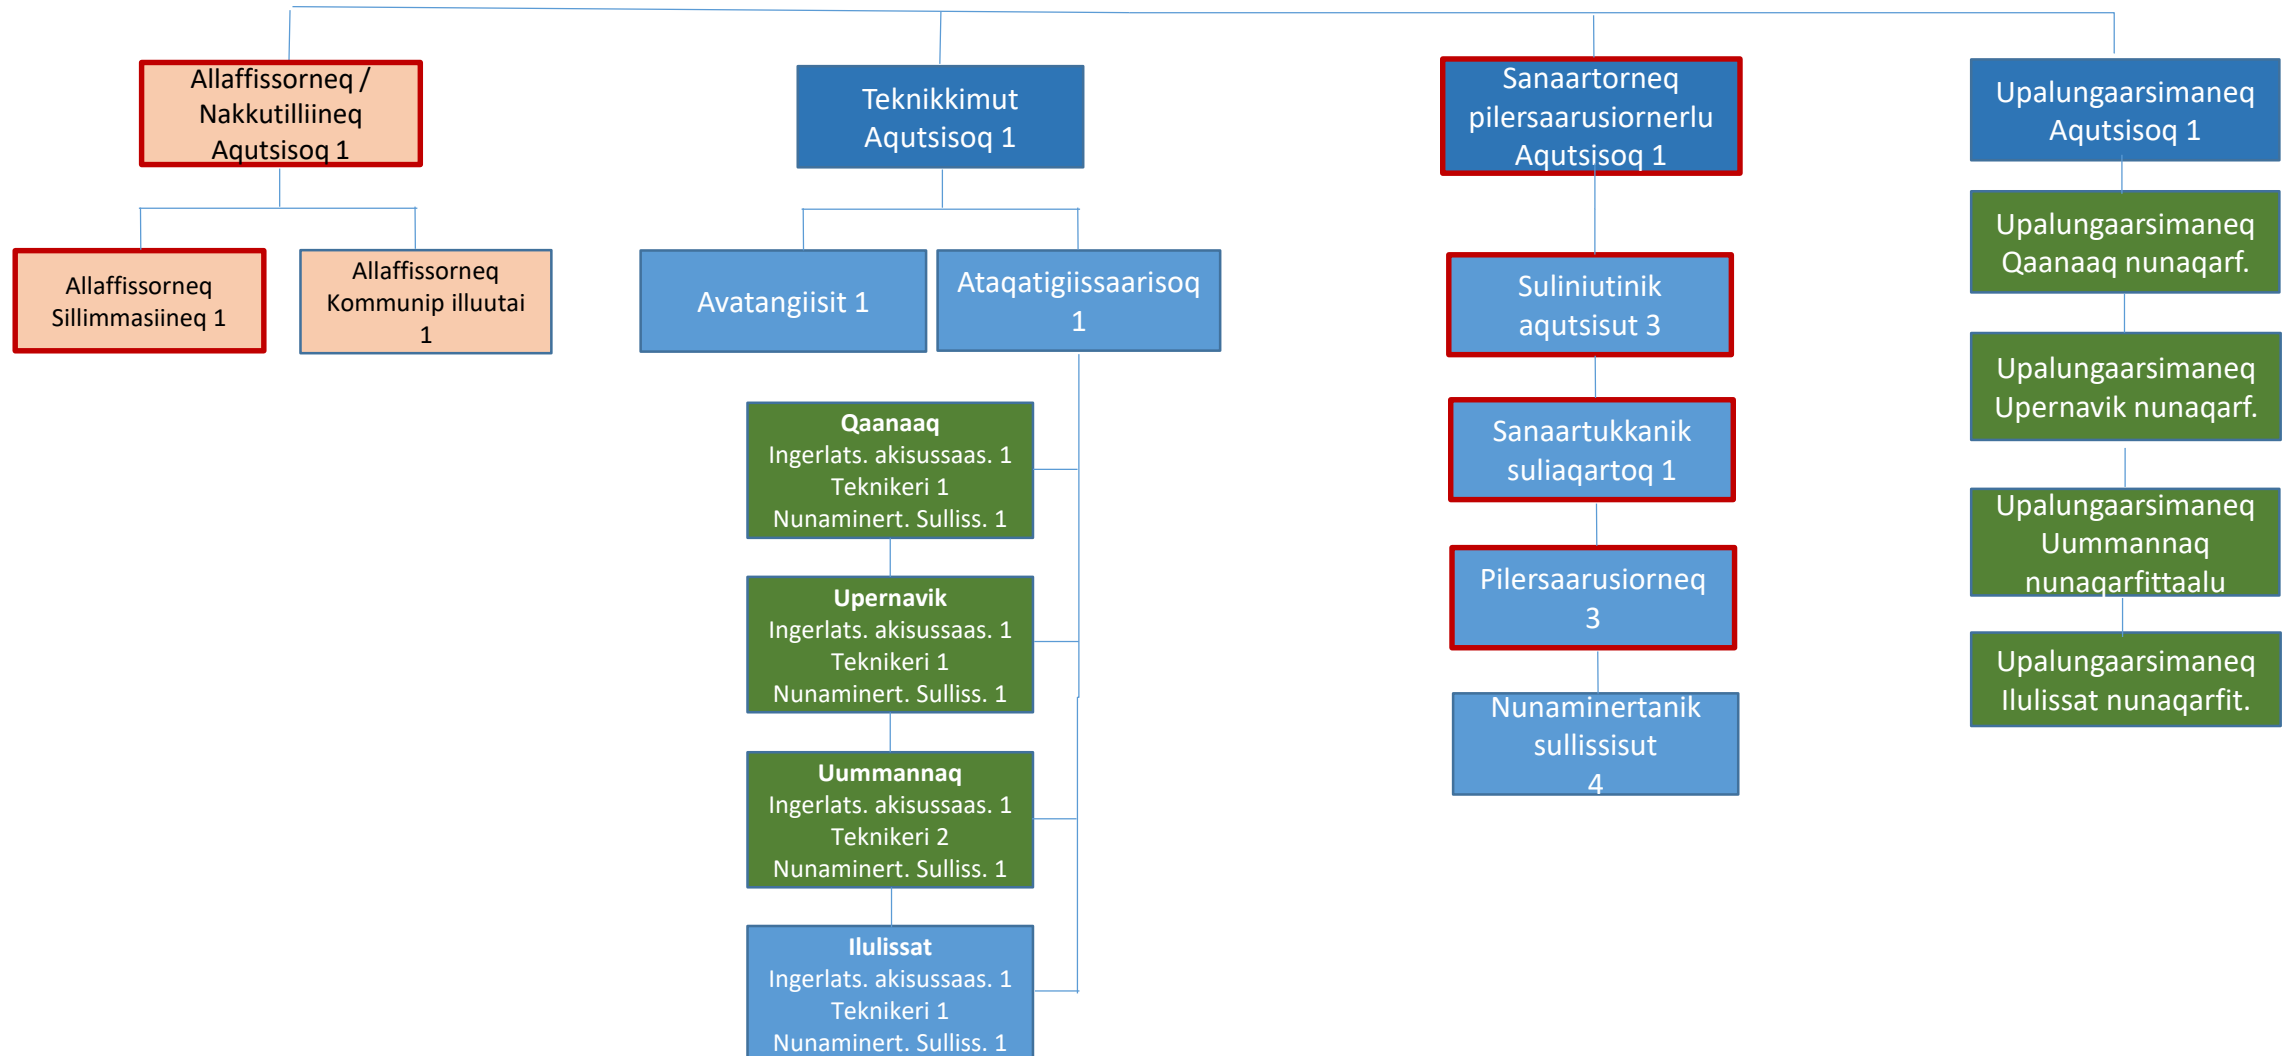 Allaffissorneq /
Nakkutilliineq
Aqutsisoq 1
Allaffissorneq
Sillimmasiineq 1
Allaffissorneq
Kommunip illuutai
1
Teknikkimut
Aqutsisoq 1
Avatangiisit 1
Ataqatigiissaarisoq
1
Qaanaaq
Ingerlats. akisussaas. 1
Teknikeri 1
Nunaminert. Sulliss. 1
Upernavik
Ingerlats. akisussaas. 1
Teknikeri 1
Nunaminert. Sulliss. 1
Uummannaq
Ingerlats. akisussaas. 1
Teknikeri 2
Nunaminert. Sulliss. 1
Ilulissat
Ingerlats. akisussaas. 1
Teknikeri 1
Nunaminert. Sulliss. 1
Sanaartorneq
pilersaarusiornerlu
Aqutsisoq 1
Suliniutinik
aqutsisut 3
Sanaartukkanik
suliaqartoq 1
Pilersaarusiorneq
3
Nunaminertanik
sullissisut
4
Upalungaarsimaneq
Aqutsisoq 1
Upalungaarsimaneq
Qaanaaq nunaqarf.
Upalungaarsimaneq
Upernavik nunaqarf.
Upalungaarsimaneq
Uummannaq
nunaqarfittaalu
Upalungaarsimaneq
Ilulissat nunaqarfit.